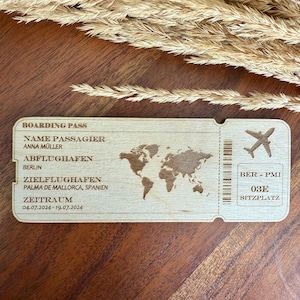 BOARDING PASS
NAME PASSAGIER
ANNA MÜLLER
ABFLUGHAFEN
BERLIN
ZIELFLUGHAFEN
PALMA DE MALLORCA, SPANIEN
ZEITRAUM
04.07.2024 - 19.07.2024
BER - PMI
03E
SITZPLATZ